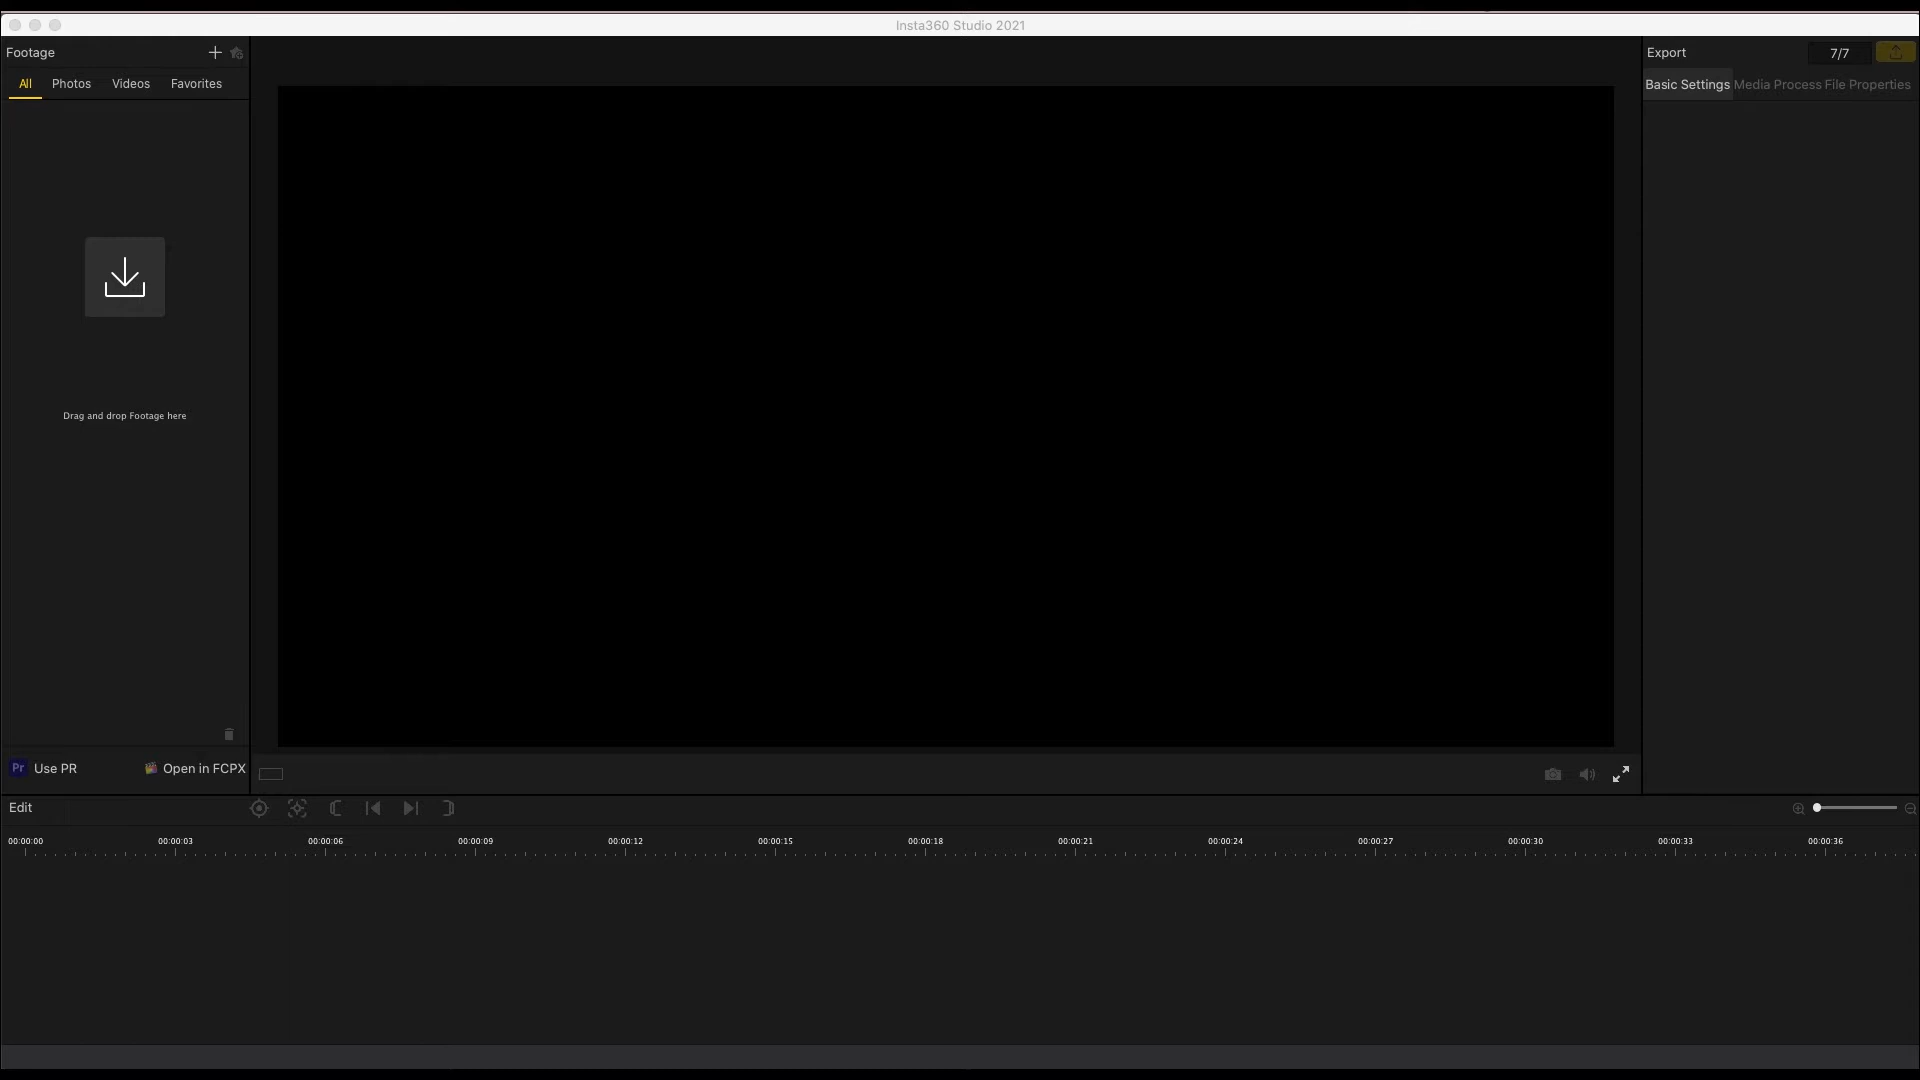 Insta360 Studio 2021
Footage
Export
7/7
All Photos Videos Favorites
Basic Settings Media Process File Properties
Drag and drop Footage here
Pr Use PR
Open in FCPX
Edit
00:00:00 00:00:03 00:00:06 00:00:09 00:00:12 00:00:15 00:00:18 00:00:21 00:00:24 00:00:27 00:00:30 00:00:33 00:00:36